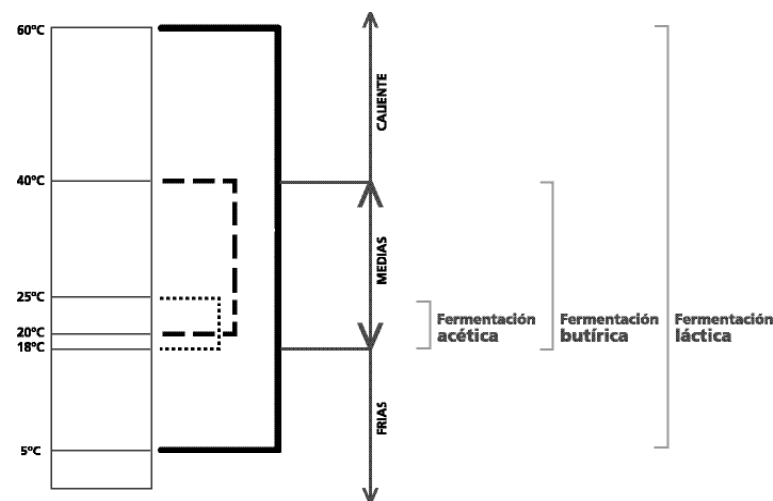 60ºC
40ºC
25ºC
20ºC
18ºC
5ºC
CALIENTE
MEDIAS
FRIAS
Fermentación
acética
Fermentación
butírica
Fermentación
láctica